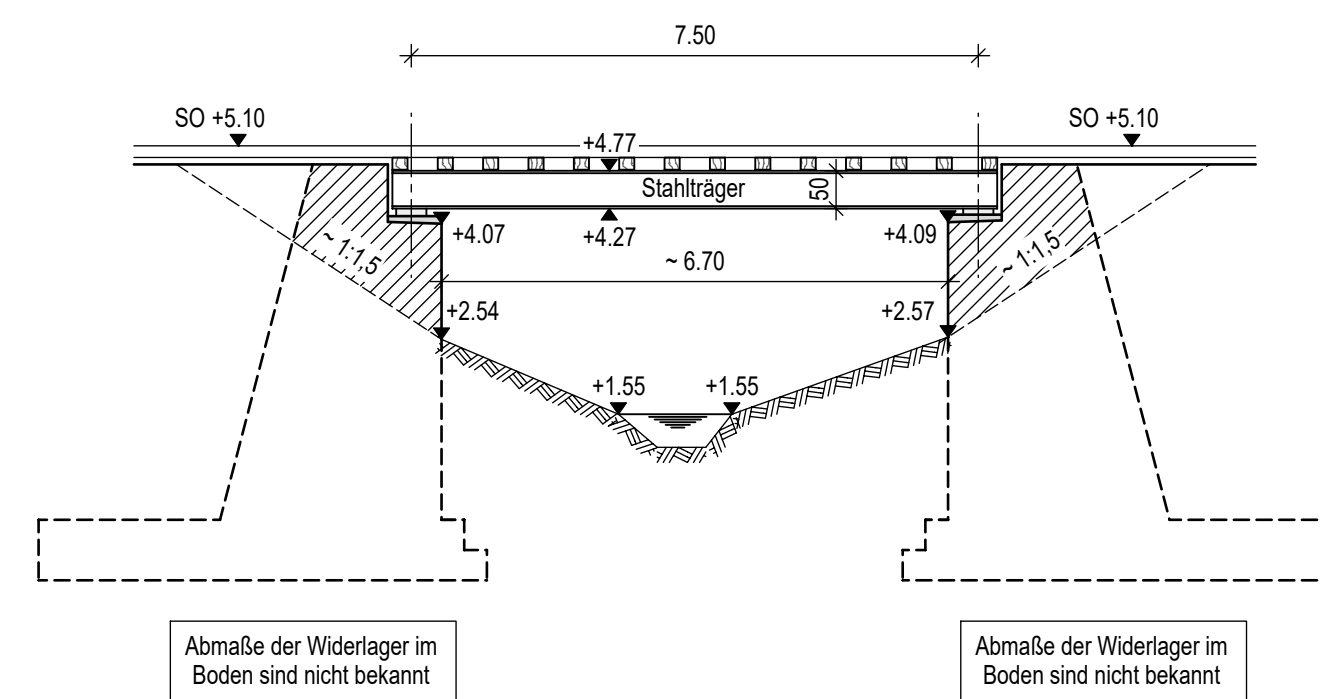 7.50
SO +5.10
SO +5.10
+4.77
Stahlträger
50
+4.07
+4.27
+4.09
~ 1:1,5
~ 6.70
~ 1:1,5
+2.54
+2.57
+1.55
+1.55
Abmaße der Widerlager im
Boden sind nicht bekannt
Abmaße der Widerlager im
Boden sind nicht bekannt